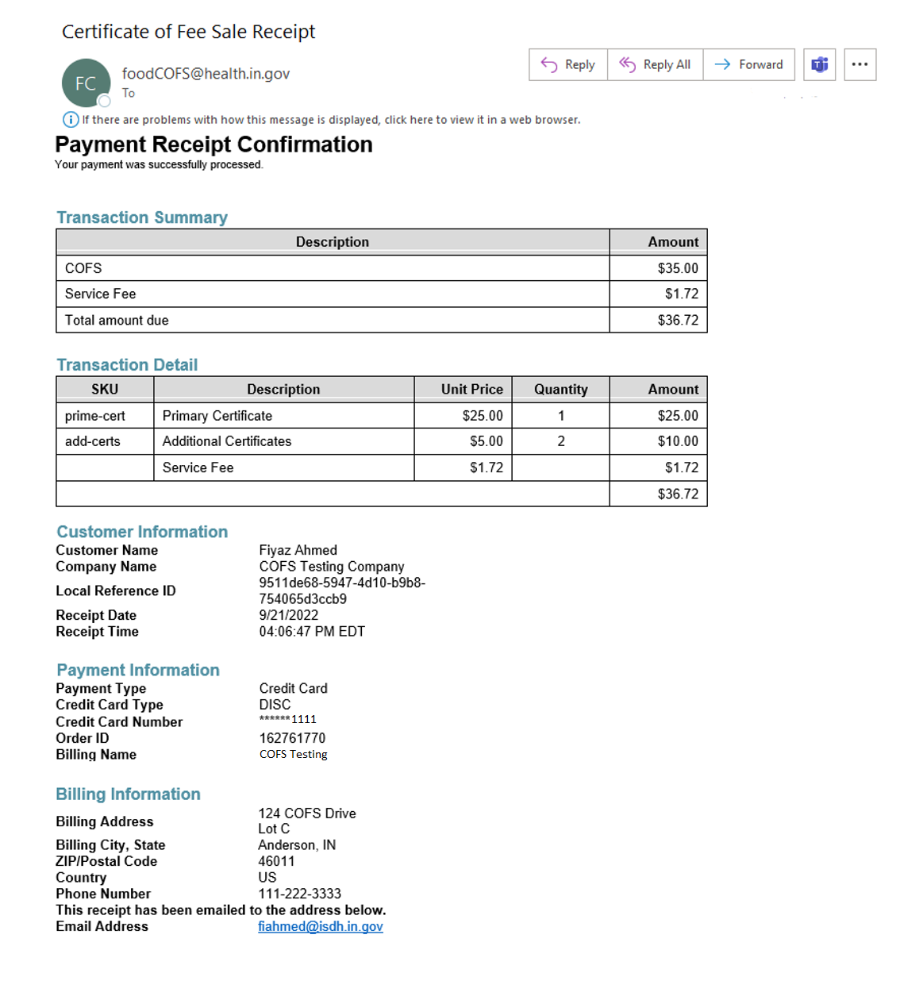 Certificate of Fee Sale Receipt
FC
foodCOFS@health.in.gov
To
Reply
Reply All
Forward
If there are problems with how this message is displayed, click here to view it in a web browser.
Payment Receipt Confirmation
Your payment was successfully processed.
Transaction Summary
Description Amount
COFS $35.00
Service Fee $1.72
Total amount due $36.72
Transaction Detail
SKU Description Unit Price Quantity Amount
prime-cert Primary Certificate $25.00 1 $25.00
add-certs Additional Certificates $5.00 2 $10.00
Service Fee $1.72 $1.72
$36.72
Customer Information
Customer Name Fiyaz Ahmed
Company Name COFS Testing Company
Local Reference ID 9511de68-5947-4d10-b9b8-
754065d3ccb9
Receipt Date 9/21/2022
Receipt Time 04:06:47 PM EDT
Payment Information
Payment Type Credit Card
Credit Card Type DISC
Credit Card Number ******1111
Order ID 162761770
Billing Name COFS Testing
Billing Information
Billing Address 124 COFS Drive
Lot C
Billing City, State Anderson, IN
ZIP/Postal Code 46011
Country US
Phone Number 111-222-3333
This receipt has been emailed to the address below.
Email Address fiahmed@isdh.in.gov